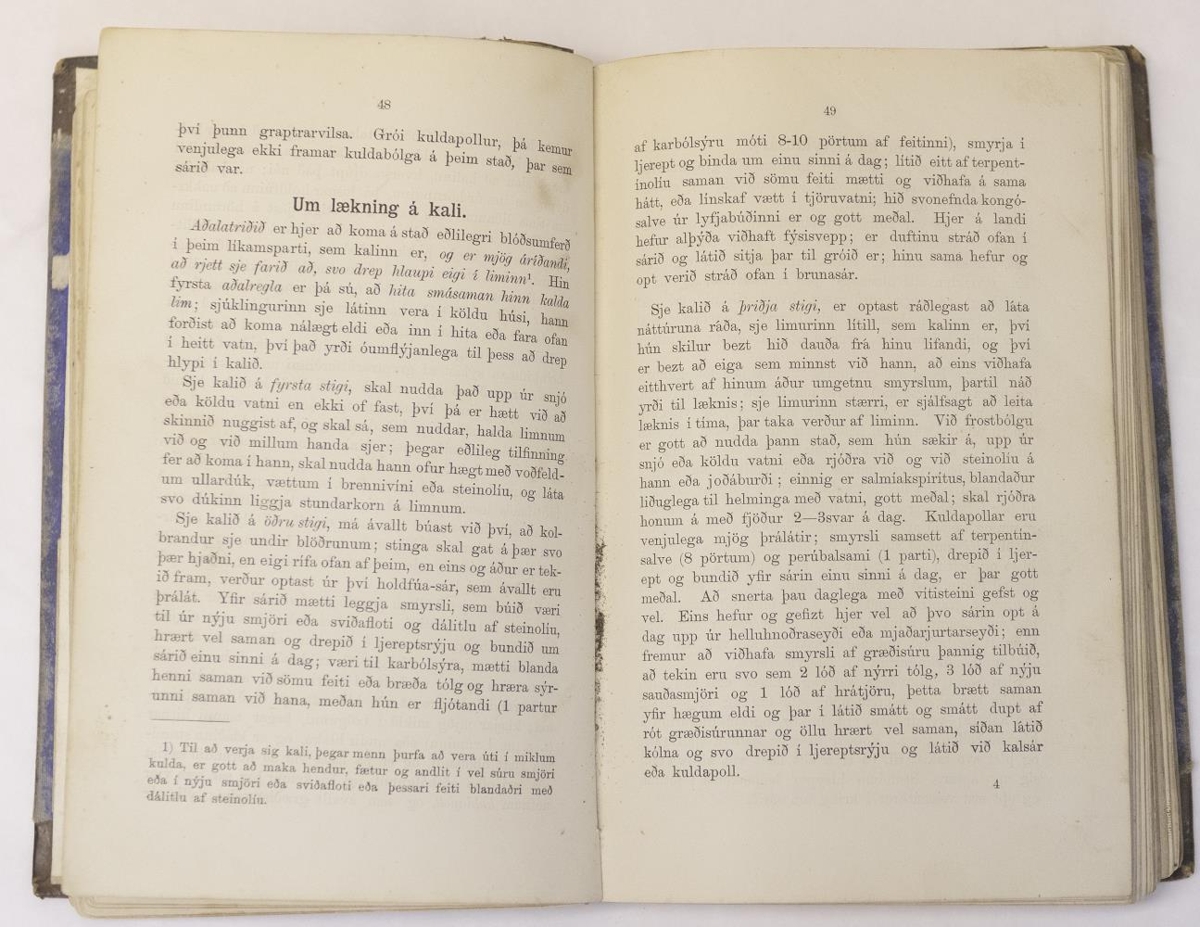 48
því þunn graptrarvilsa. Grói kuldapollur, þá kemur
venjulega ekki framar kuldabólga á þeim stað, þar sem
sárið var.
Um lækning á kali.
Aðalatriðið er hjer að koma á stað eðlilegri blóðsumferð
í þeim líkamsparti, sem kalinn er, og er mjög áríðandi,
að rjett sje farið að, svo drep hlaupi eigi í liminn¹. Hin
fyrsta aðalregla er þá sú, að hita smásaman hinn kalda
lim; sjúklingurinn sje látinn vera í köldu húsi, hann
forðist að koma nálægt eldi eða inn í hita eða fara ofan
í heitt vatn, því það yrði óumflýjanlega til þess að drep
hlypi í kalið.
Sje kalið á fyrsta stigi, skal nudda það upp úr snjó
eða köldu vatni en ekki of fast, því þá er hætt við að
skinnið nuggist af, og skal sá, sem nuddar, halda limnum
við og við millum handa sjer; þegar eðlileg tilfinning
fer að koma í hann, skal nudda hann ofur hægt með voðfeld-
um ullardúk, vættum í brennivíni eða steinolíu, og láta
svo dúkinn liggja stundarkorn á limnum.
Sje kalið á öðru stigi, má ávallt búast við því, að kol-
brandur sje undir blöðrunum; stinga skal gat á þær svo
þær hjaðni, en eigi rífa ofan af þeim, en eins og áður er tek-
ið fram, verður optast úr því holdfúa-sár, sem ávallt eru
þrálát. Yfir sárið mætti leggja smyrsli, sem búið væri
til úr nýju smjöri eða sviðafloti og dálitlu af steinolíu,
hrært vel saman og drepið í ljereptsrýju og bundið um
sárið einu sinni á dag; væri til karbólsýra, mætti blanda
henni saman við sömu feiti eða bræða tólg og hræra sýr-
unni saman við hana, meðan hún er fljótandi (1 partur
1) Til að verja sig kali, þegar menn þurfa að vera úti í miklum
kulda, er gott að maka hendur, fætur og andlit í vel súru smjöri
eða í nýju smjöri eða sviðafloti eða þessari feiti blandaðri með
dálitlu af steinolíu.
49
af karbólsýru móti 8-10 pörtum af feitinni), smyrja í
ljerept og binda um einu sinni á dag; lítið eitt af terpent-
inolíu saman við sömu feiti mætti og viðhafa á sama
hátt, eða línskaf vætt í tjöruvatni; hið svonefnda kongó-
salve úr lyfjabúðinni er og gott meðal. Hjer á landi
hefur alþýða viðhaft fýsisvepp; er duftinu stráð ofan í
sárið og látið sitja þar til gróið er; hinu sama hefur og
opt verið stráð ofan í brunasár.
Sje kalið á þriðja stigi, er optast ráðlegast að láta
náttúruna ráða, sje limurinn lítill, sem kalinn er, því
hún skilur bezt hið dauða frá hinu lifandi, og því
er bezt að eiga sem minnst við hann, að eins viðhafa
eitthvert af hinum áður umgetnu smyrslum, þartil náð
yrði til læknis; sje limurinn stærri, er sjálfsagt að leita
læknis í tíma, þar taka verður af liminn. Við frostbólgu
er gott að nudda þann stað, sem hún sækir á, upp úr
snjó eða köldu vatni eða rjóðra við og við steinolíu á
hann eða joðáburði; einnig er salmíakspíritus, blandaður
liðuglega til helminga með vatni, gott meðal; skal rjóðra
honum á með fjöður 2—3svar á dag. Kuldapollar eru
venjulega mjög þrálátir; smyrsli samsett af terpentín-
salve (8 pörtum) og perúbalsami (1 parti), drepið í ljer-
ept og bundið yfir sárin einu sinni á dag, er þar gott
meðal. Að snerta þau daglega með vitisteini gefst og
vel. Eins hefur og gefizt hjer vel að þvo sárin opt á
dag upp úr helluhnoðraseyði eða mjaðarjurtarseyði; enn
fremur að viðhafa smyrsli af græðisúru þannig tilbúið,
að tekin eru svo sem 2 lóð af nýrri tólg, 3 lóð af nýju
sauðasmjöri og 1 lóð af hrátjöru, þetta brætt saman
yfir hægum eldi og þar í látið smátt og smátt dupt af
rót græðisúrunnar og öllu hrært vel saman, síðan látið
kólna og svo drepið í ljereptsrýju og látið við kalsár
eða kuldapoll.
4